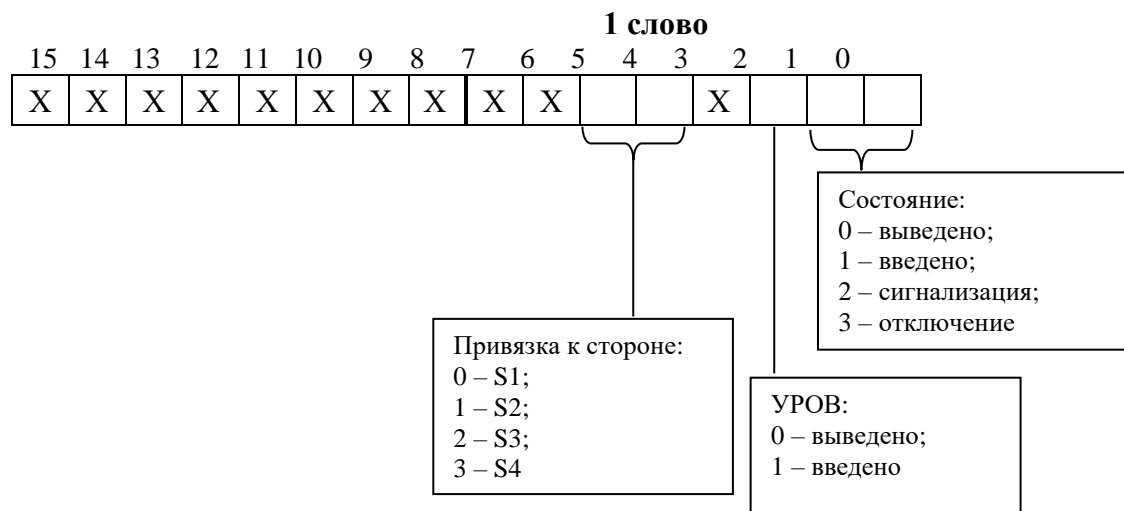 1 слово
15 14 13 12 11 10 9 8 7 6 5 4 3 2 1 0
X X X X X X X X X X X
Состояние:
0 – выведено;
1 – введено;
2 – сигнализация;
3 – отключение
Привязка к стороне:
0 – S1;
1 – S2;
2 – S3;
3 – S4
УРОВ:
0 – выведено;
1 – введено